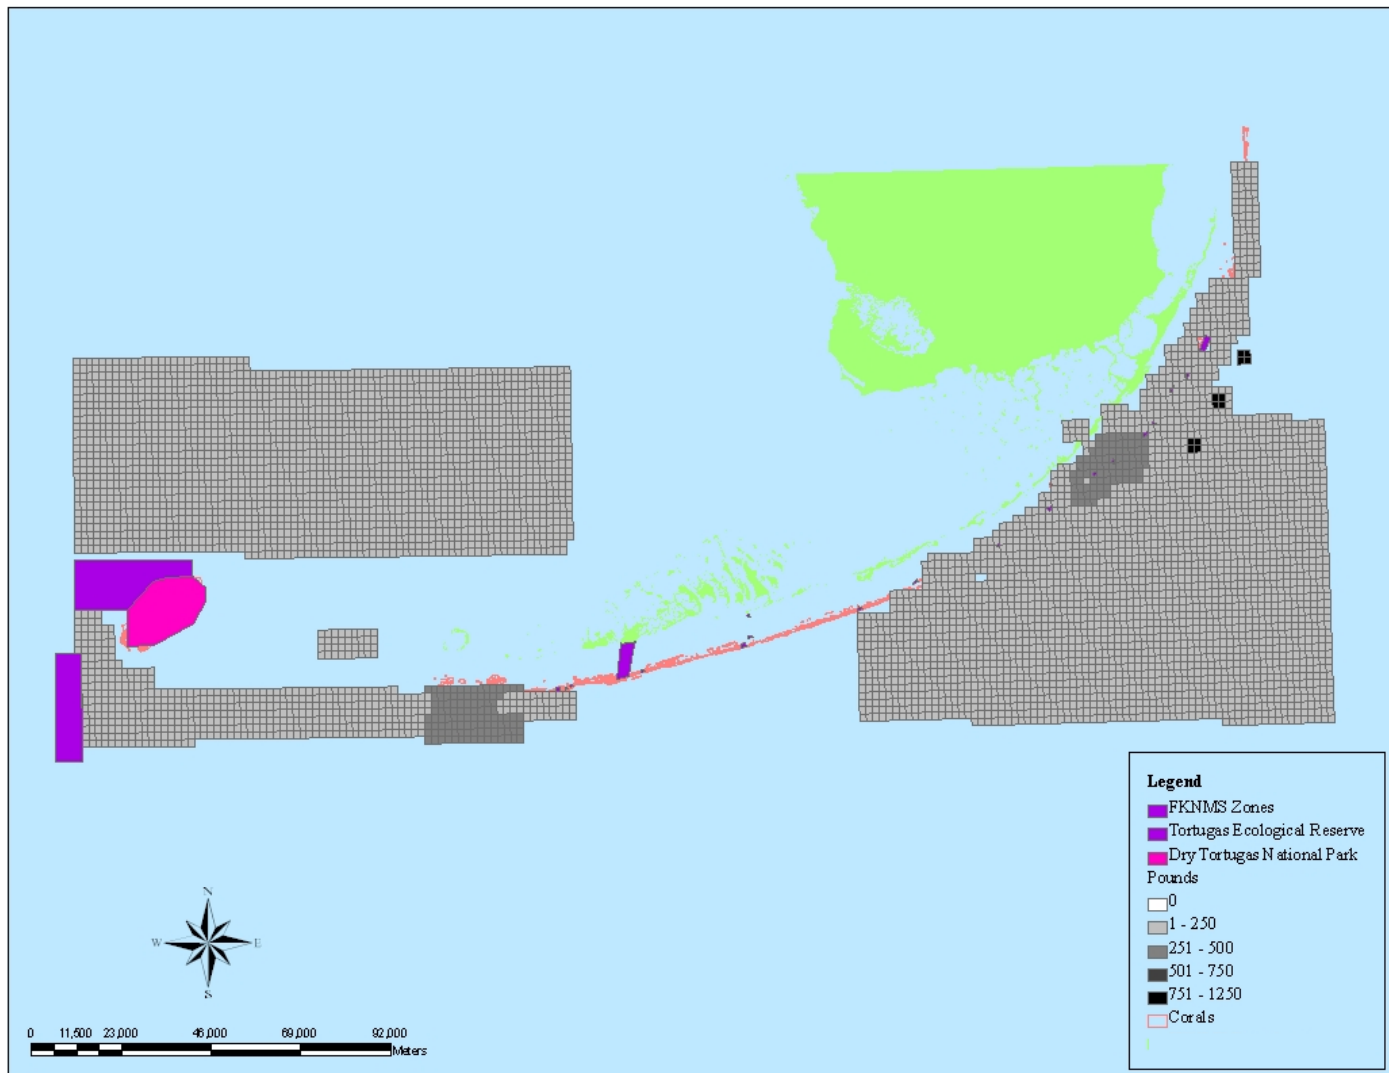 N
W E
S
0 11,500 23,000 46,000 69,000 92,000
Meters
Legend
FKNMS Zones
Tortugas Ecological Reserve
Dry Tortugas National Park
Pounds
0
1 - 250
251 - 500
501 - 750
751 - 1250
Corals